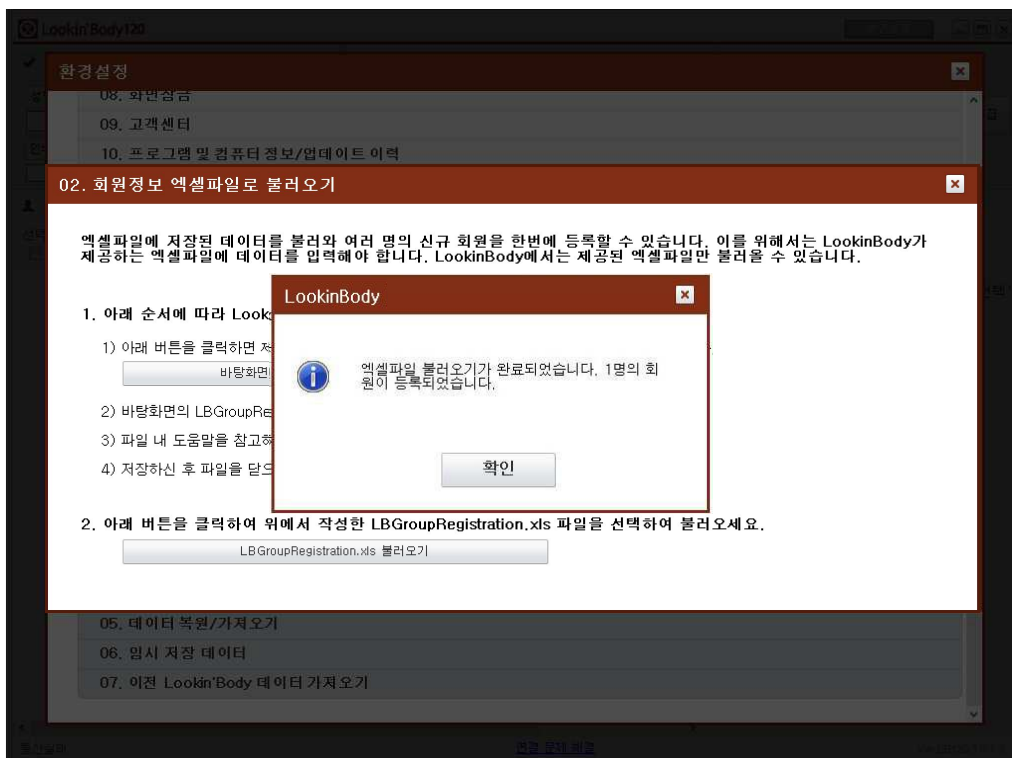 Lookin'Body120
환경설정
08. 화면잠금
09. 고객센터
10. 프로그램 및 컴퓨터 정보/업데이트 이력
02. 회원정보 엑셀파일로 불러오기
엑셀파일에 저장된 데이터를 불러와 여러 명의 신규 회원을 한번에 등록할 수 있습니다. 이를 위해서는 LookinBody가
제공하는 엑셀파일에 데이터를 입력해야 합니다. LookinBody에서는 제공된 엑셀파일만 불러올 수 있습니다.
LookinBody
1. 아래 순서에 따라 Look
1) 아래 버튼을 클릭하면
바탕화면
엑셀파일 불러오기가 완료되었습니다. 1명의 회
원이 등록되었습니다.
2) 바탕화면의 LBGroupRe
3) 파일 내 도움말을 참고
4) 저장하신 후 파일을 닫
확인
2. 아래 버튼을 클릭하여 위에서 작성한 LBGroupRegistration.xls 파일을 선택하여 불러오세요.
LBGroupRegistration.xls 불러오기
05. 데이터 복원/가져오기
06. 임시 저장 데이터
07. 이전 Lookin'Body 데이터 가져오기
연결 문제 해결